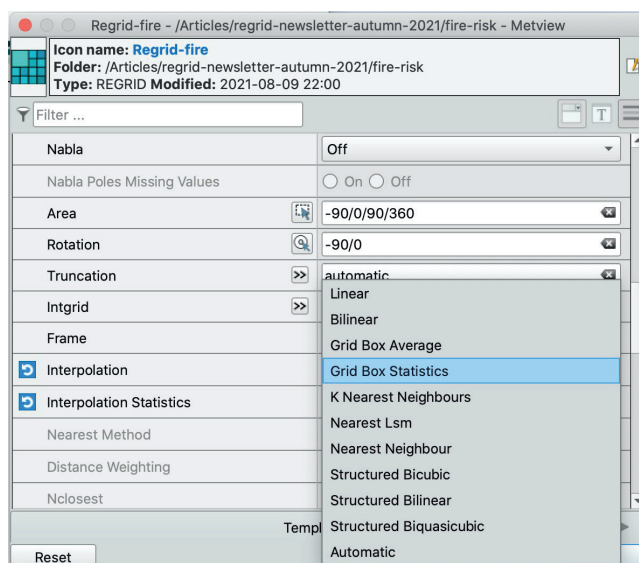 Regrid-fire - /Articles/regrid-newsletter-autumn-2021/fire-risk - Metview
Icon name: Regrid-fire
Folder: /Articles/regrid-newsletter-autumn-2021/fire-risk
Type: REGRID Modified: 2021-08-09 22:00
Filter ...
T
Nabla Off
Nabla Poles Missing Values On Off
Area -90/0/90/360
Rotation -90/0
Truncation >> automatic
Intgrid >>
Frame
Interpolation
Interpolation Statistics
Nearest Method
Distance Weighting
Nclosest
Linear
Bilinear
Grid Box Average
Grid Box Statistics
K Nearest Neighbours
Nearest Lsm
Nearest Neighbour
Structured Bicubic
Structured Bilinear
Structured Biquasicubic
Automatic
Templ
Reset